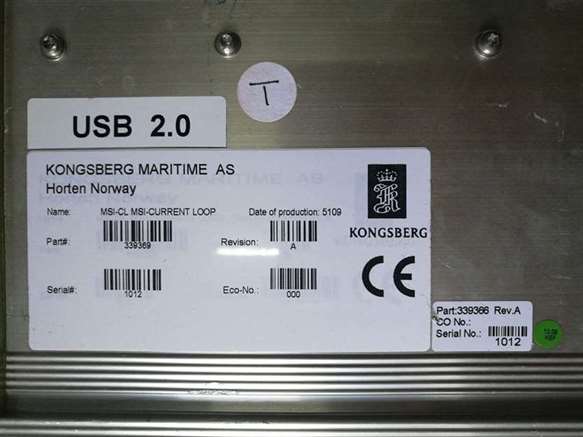 T
USB 2.0
KONGSBERG MARITIME AS
Horten Norway
Name: MSI-CL MSI-CURRENT LOOP Date of production: 5109
Part#: 339369 Revision: A
KONGSBERG
Serial#: 1012 Eco-No.: 000
CE
Part:339366 Rev.A
CO No.:
Serial No.: 1012